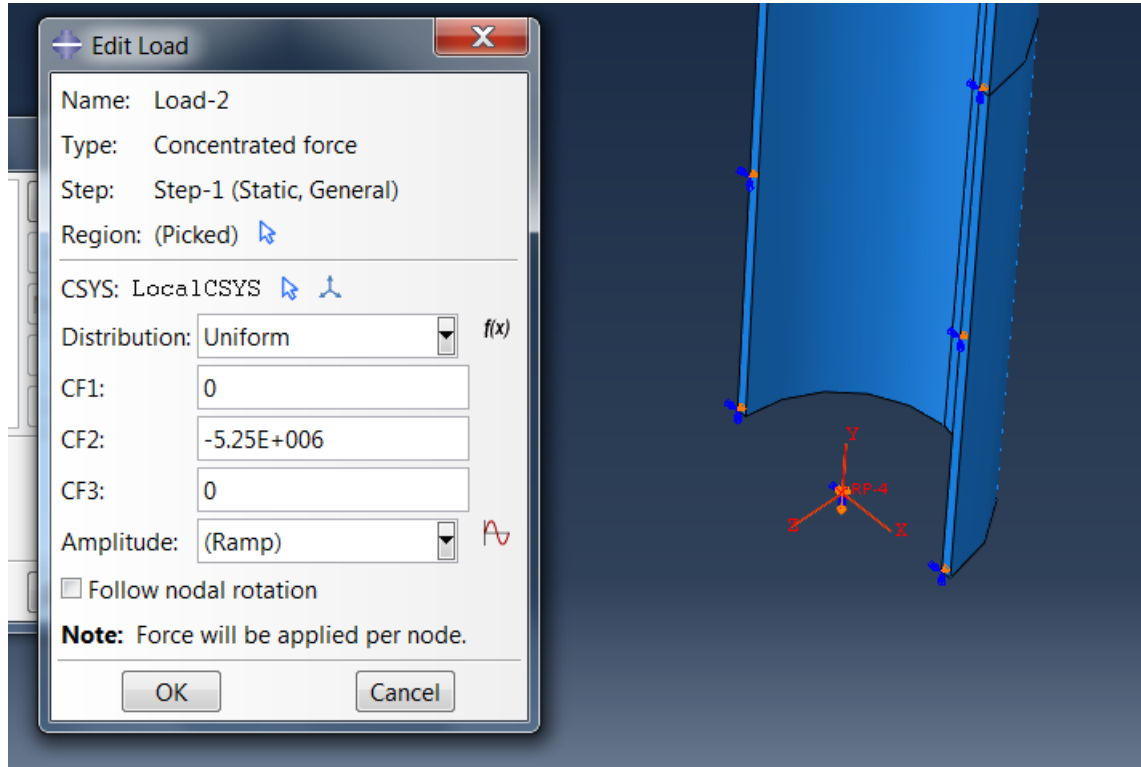 Edit Load
X
Name: Load-2
Type: Concentrated force
Step: Step-1 (Static, General)
Region: (Picked)
CSYS: LocalCSYS
Distribution: Uniform f(x)
CF1: 0
CF2: -5.25E+006
CF3: 0
Amplitude: (Ramp)
Follow nodal rotation
Note: Force will be applied per node.
OK Cancel
Y
RP-4
Z X